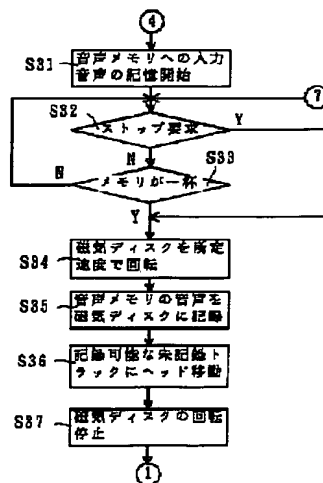 4
S31
音声メモリへの入力
音声の記憶開始
7
S32
ストップ要求
Y
N
S33
N
メモリが一杯
Y
S34
磁気ディスクを所定
速度で回転
S35
音声メモリの音声を
磁気ディスクに記録
S36
記録可能な未記録ト
ラックにヘッド移動
S37
磁気ディスクの回転
停止
1